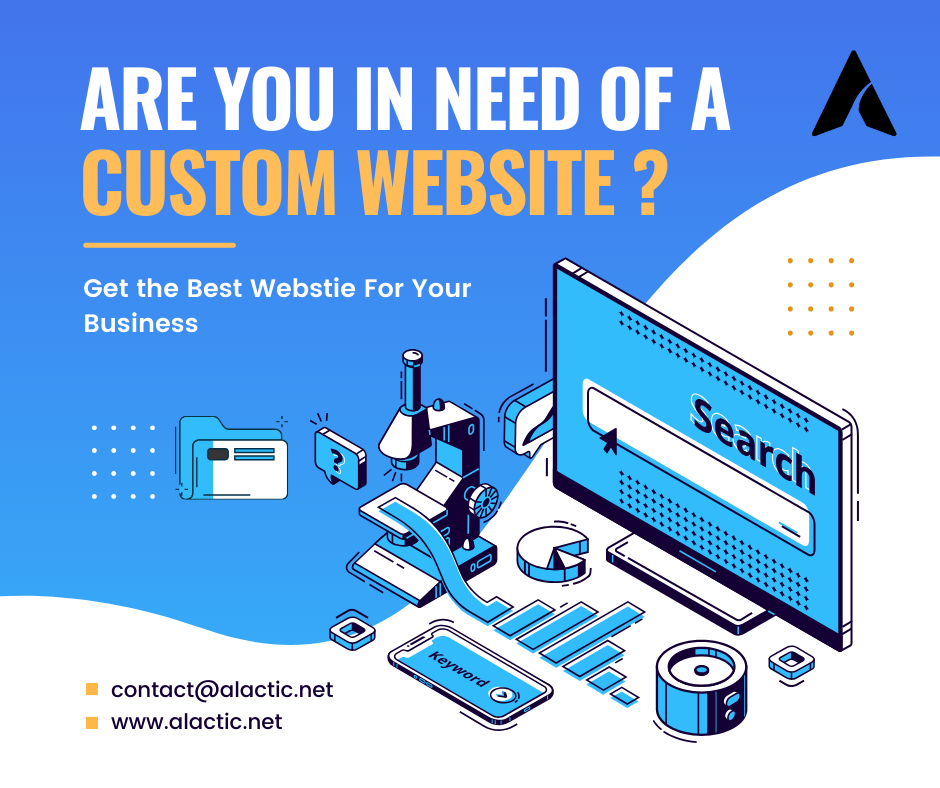 ARE YOU IN NEED OF A
CUSTOM WEBSITE ?
Get the Best Webstie For Your
Business
Search
?
Keyword
contact@alactic.net
www.alactic.net